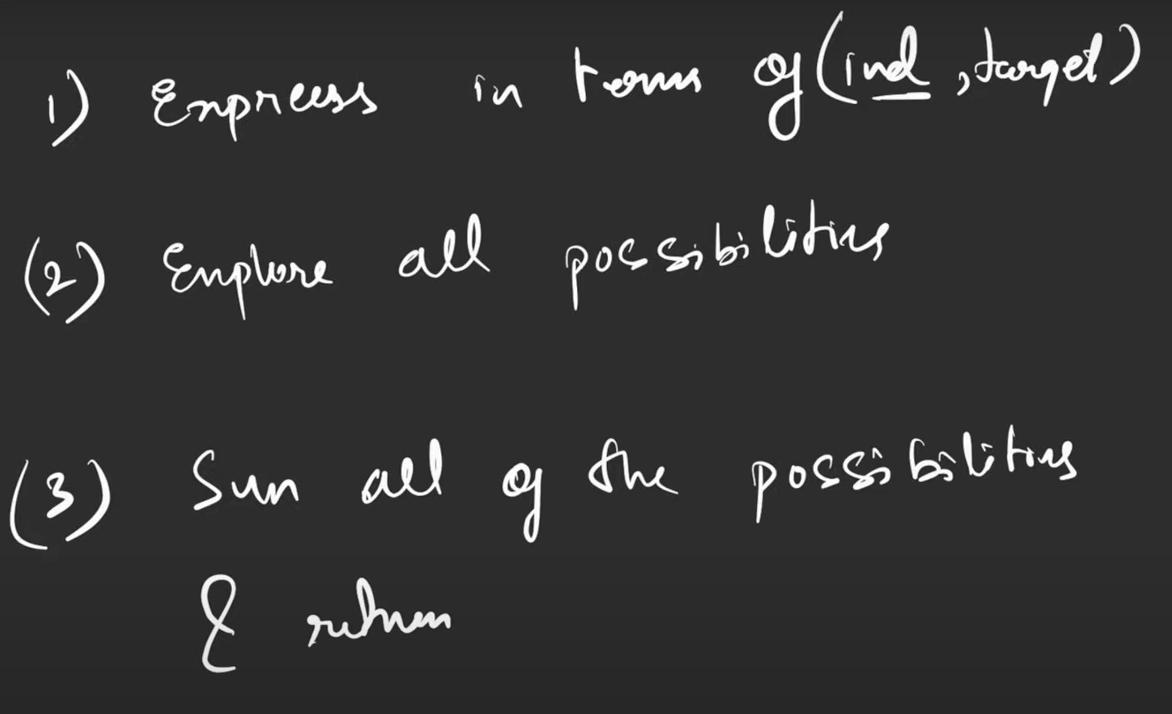 1) Express in terms of (ind, target)
(2) Explore all possibilities
(3) Sum all of the possibilities
& return